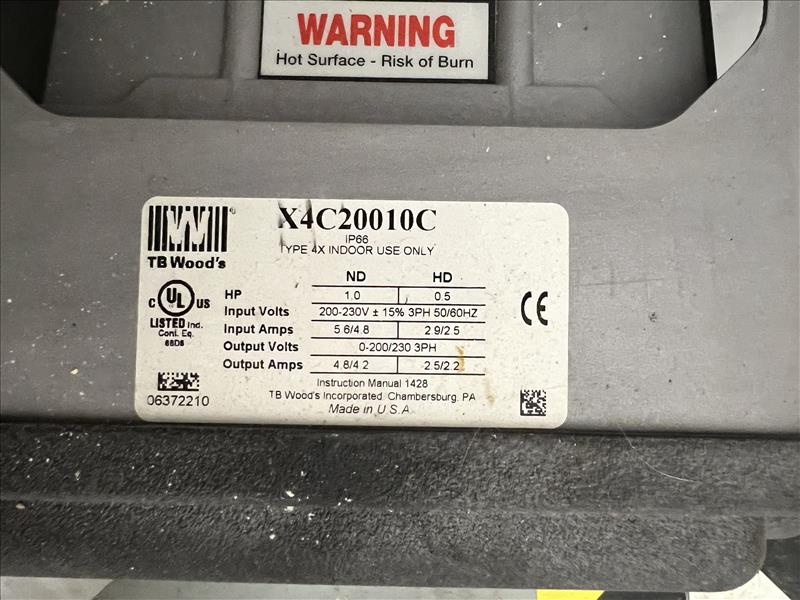 WARNING
Hot Surface - Risk of Burn
TB Wood's
X4C20010C
IP66
TYPE 4X INDOOR USE ONLY
ND HD
HP 1.0 0.5
Input Volts 200-230V ± 15% 3PH 50/60HZ
Input Amps 5.6/4.8 2.9/2.5
Output Volts 0-200/230 3PH
Output Amps 4.8/4.2 2.5/2.2
C UL US
LISTED Ind.
Cont. Eq.
68D6
CE
06372210
Instruction Manual 1428
TB Wood's Incorporated Chambersburg, PA
Made in U.S.A.